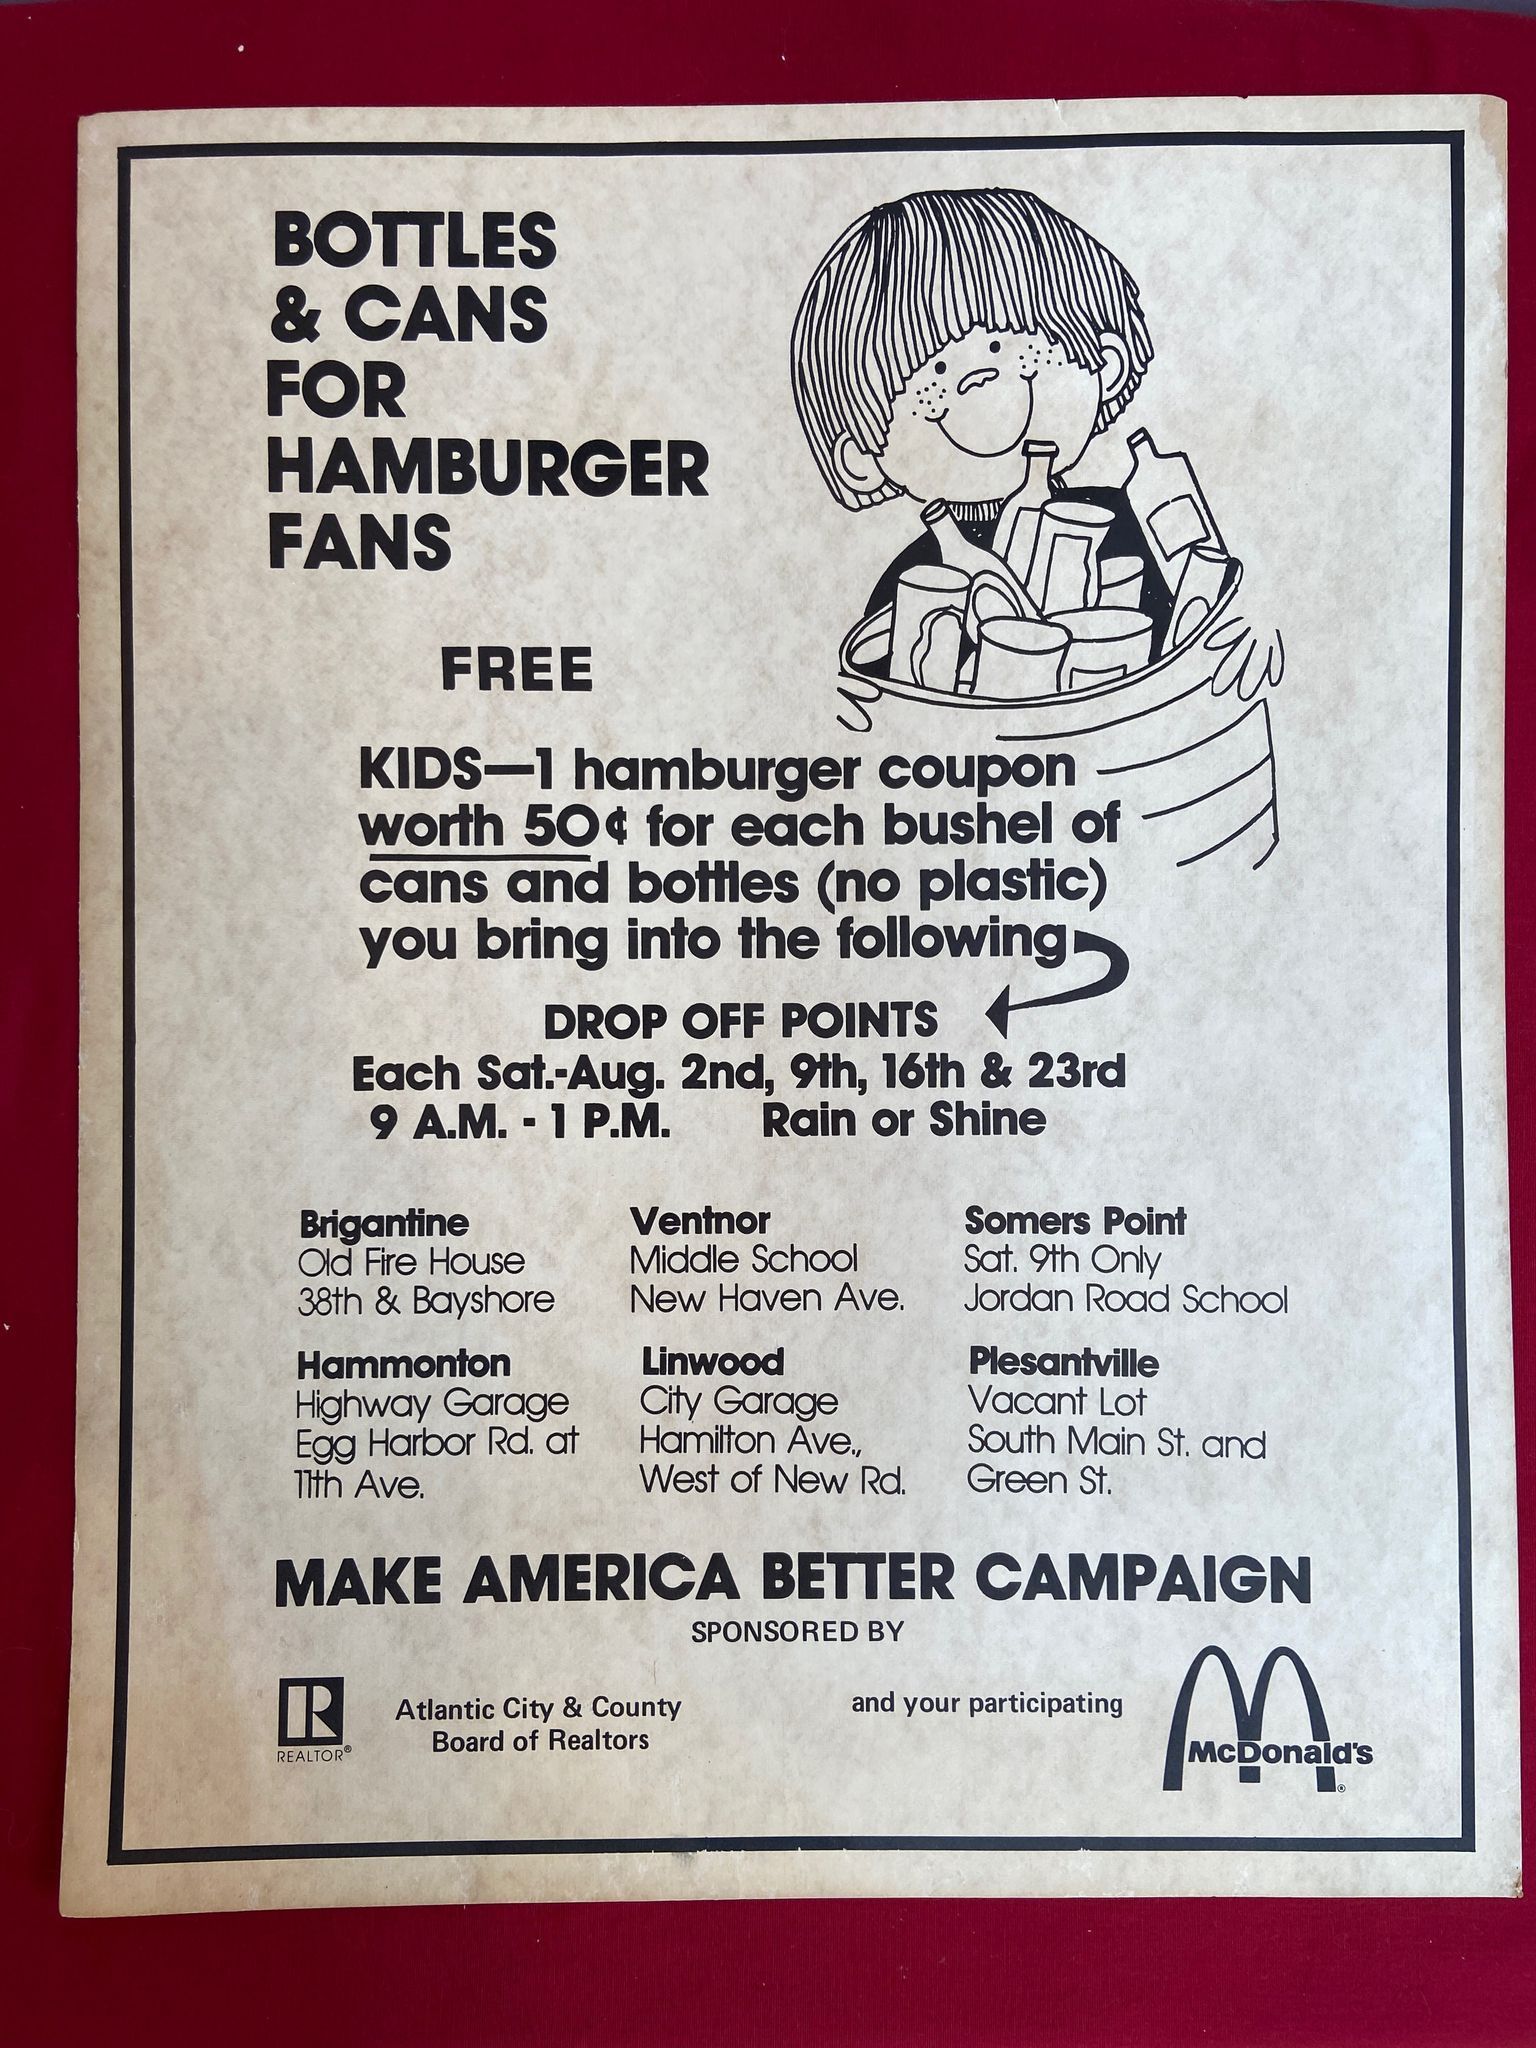 BOTTLES
& CANS
FOR
HAMBURGER
FANS
FREE
KIDS—1 hamburger coupon
worth 50¢ for each bushel of
cans and bottles (no plastic)
you bring into the following
DROP OFF POINTS
Each Sat.-Aug. 2nd, 9th, 16th & 23rd
9 A.M. - 1 P.M. Rain or Shine
Brigantine
Old Fire House
38th & Bayshore
Ventnor
Middle School
New Haven Ave.
Somers Point
Sat. 9th Only
Jordan Road School
Hammonton
Highway Garage
Egg Harbor Rd. at
11th Ave.
Linwood
City Garage
Hamilton Ave.,
West of New Rd.
Plesantville
Vacant Lot
South Main St. and
Green St.
MAKE AMERICA BETTER CAMPAIGN
SPONSORED BY
R
REALTOR®
Atlantic City & County
Board of Realtors
and your participating
McDonald's
®